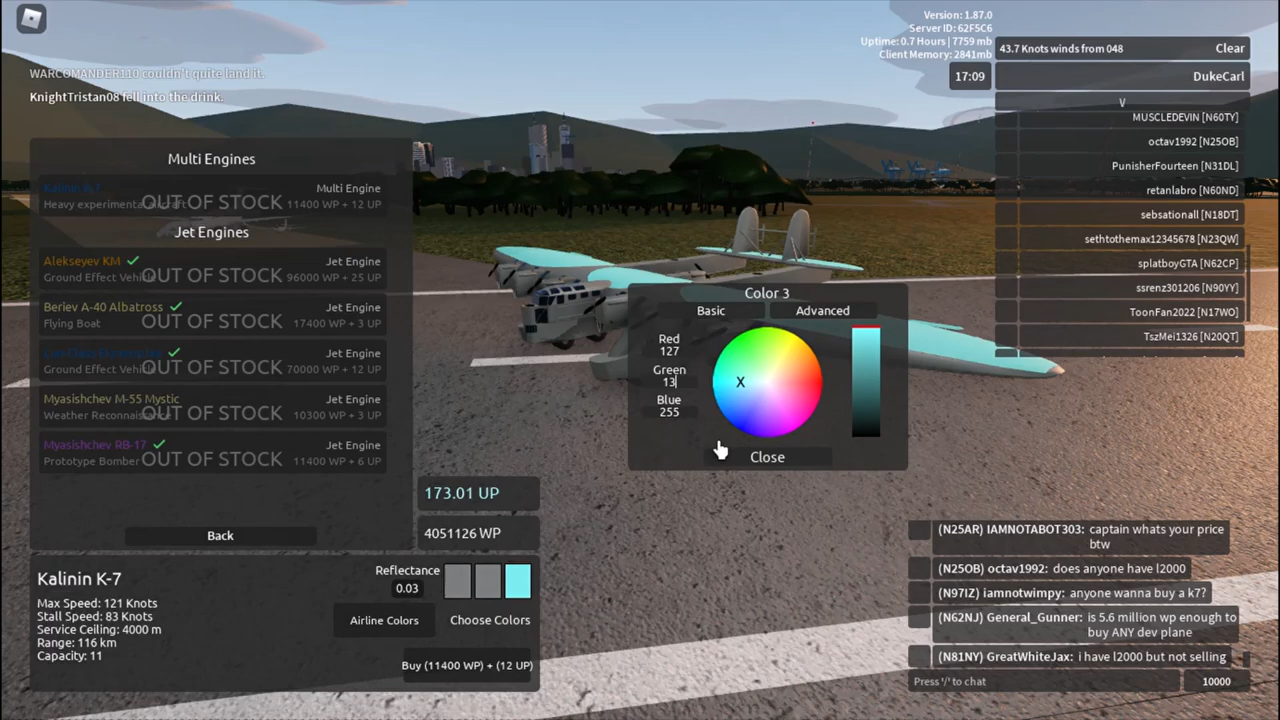 Version: 1.87.0
Server ID: 62F5C6
Uptime: 0.7 Hours | 7759 mb
Client Memory: 2841mb
17:09
43.7 Knots winds from 048
Clear
DukeCarl
V
MUSCLEDEVIN [N60TY]
octav1992 [N25OB]
PunisherFourteen [N31DL]
retanlabro [N60ND]
sebsationall [N18DT]
sethtothemax12345678 [N23QW]
splatboyGTA [N62CP]
ssrenz301206 [N90YY]
ToonFan2022 [N17WO]
TszMei1326 [N20QT]
WARCOMANDER110 couldn't quite land it.
KnightTristan08 fell into the drink.
Multi Engines
Kalinin K-7
Multi Engine
Heavy experimental aircraft
OUT OF STOCK
11400 WP + 12 UP
Jet Engines
Alekseyev KM
Jet Engine
Ground Effect Vehicle
OUT OF STOCK
96000 WP + 25 UP
Beriev A-40 Albatross
Jet Engine
Flying Boat
OUT OF STOCK
17400 WP + 3 UP
Jet Engine
Ground Effect Vehicle
OUT OF STOCK
70000 WP + 12 UP
Myasishchev M-55 Mystic
Jet Engine
Weather Reconnaissance
OUT OF STOCK
10300 WP + 3 UP
Myasishchev RB-17
Jet Engine
Prototype Bomber
OUT OF STOCK
11400 WP + 6 UP
Back
173.01 UP
4051126 WP
Color 3
Basic
Advanced
Red
127
Green
13
Blue
255
X
Close
Kalinin K-7
Max Speed: 121 Knots
Stall Speed: 83 Knots
Service Ceiling: 4000 m
Range: 116 km
Capacity: 11
Reflectance
0.03
Airline Colors
Choose Colors
Buy (11400 WP) + (12 UP)
(N25AR) IAMNOTABOT303: captain whats your price
btw
(N25OB) octav1992: does anyone have l2000
(N97IZ) iamnotwimpy: anyone wanna buy a k7?
(N62NJ) General_Gunner: is 5.6 million wp enough to
buy ANY dev plane
(N81NY) GreatWhiteJax: i have l2000 but not selling
Press '/' to chat
10000